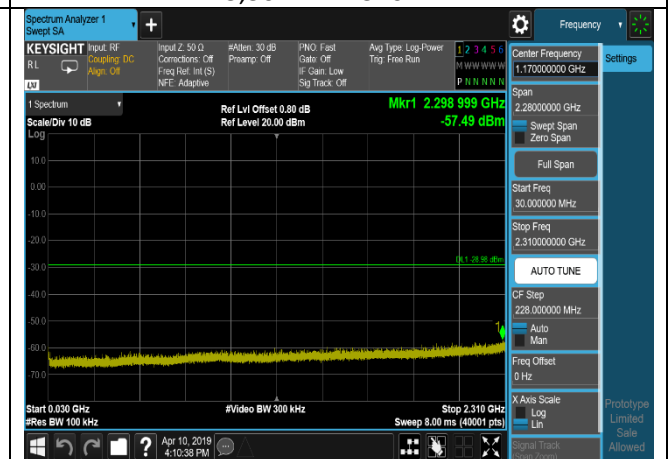 Spectrum Analyzer 1
Swept SA
+
Frequency
KEYSIGHT
RL
LXI
Input: RF
Coupling: DC
Align: Off
Input Z: 50 Ω
Corrections: Off
Freq Ref: Int (S)
NFE: Adaptive
#Atten: 30 dB
Preamp: Off
PNO: Fast
Gate: Off
IF Gain: Low
Sig Track: Off
Avg Type: Log-Power
Trig: Free Run
1 2 3 4 5 6
M W W W W W
P N N N N N
1 Spectrum
Scale/Div 10 dB
Ref Lvl Offset 0.80 dB
Ref Level 20.00 dBm
Mkr1 2.298 999 GHz
-57.49 dBm
Log
10.0
0.00
-10.0
-20.0
-30.0
-40.0
-50.0
-60.0
-70.0
DL1 -28.98 dBm
1
Start 0.030 GHz
#Res BW 100 kHz
#Video BW 300 kHz
Stop 2.310 GHz
Sweep 8.00 ms (40001 pts)
Center Frequency
1.170000000 GHz
Settings
Span
2.28000000 GHz
Swept Span
Zero Span
Full Span
Start Freq
30.000000 MHz
Stop Freq
2.310000000 GHz
AUTO TUNE
CF Step
228.000000 MHz
Auto
Man
Freq Offset
0 Hz
X Axis Scale
Log
Lin
Signal Track
(Span Zoom)
Prototype
Limited
Sale
Allowed
?
Apr 10, 2019
4:10:38 PM